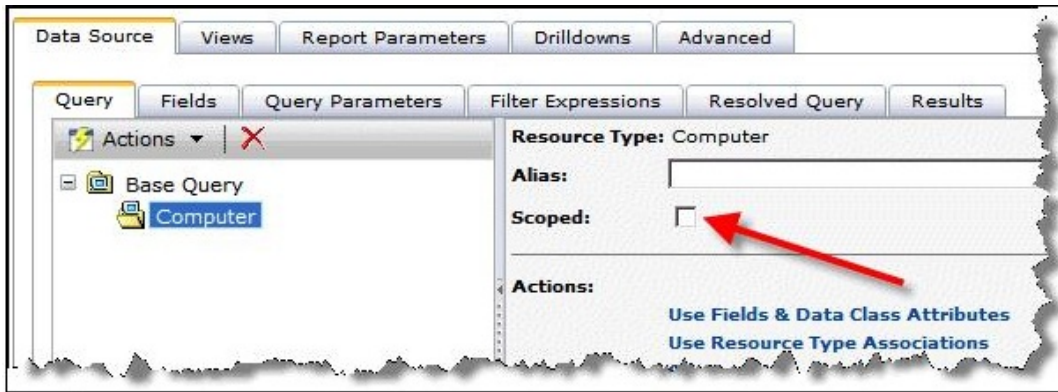 Data Source Views Report Parameters Drilldowns Advanced
Query Fields Query Parameters Filter Expressions Resolved Query Results
Actions
Base Query
Computer
Resource Type: Computer
Alias:
Scoped:
Actions:
Use Fields & Data Class Attributes
Use Resource Type Associations